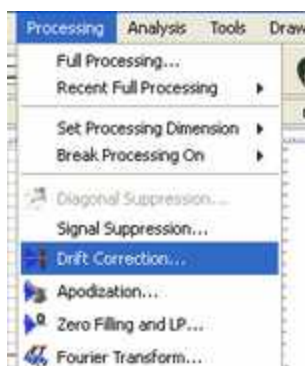 Processing Analysis Tools Draw
Full Processing...
Recent Full Processing
Set Processing Dimension
Break Processing On
Diagonal Suppression...
Signal Suppression...
Drift Correction...
Apodization...
Zero Filling and LP...
Fourier Transform...